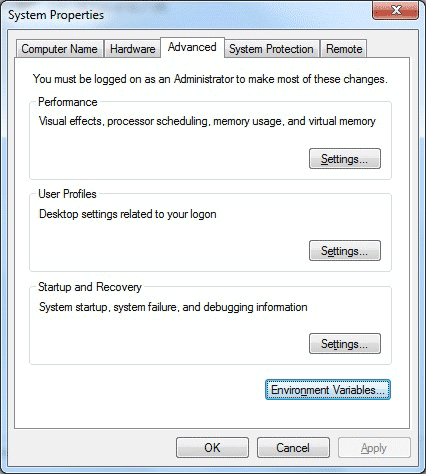 System Properties
Computer Name Hardware Advanced System Protection Remote
You must be logged on as an Administrator to make most of these changes.
Performance
Visual effects, processor scheduling, memory usage, and virtual memory
Settings...
User Profiles
Desktop settings related to your logon
Settings...
Startup and Recovery
System startup, system failure, and debugging information
Settings...
Environment Variables...
OK Cancel Apply